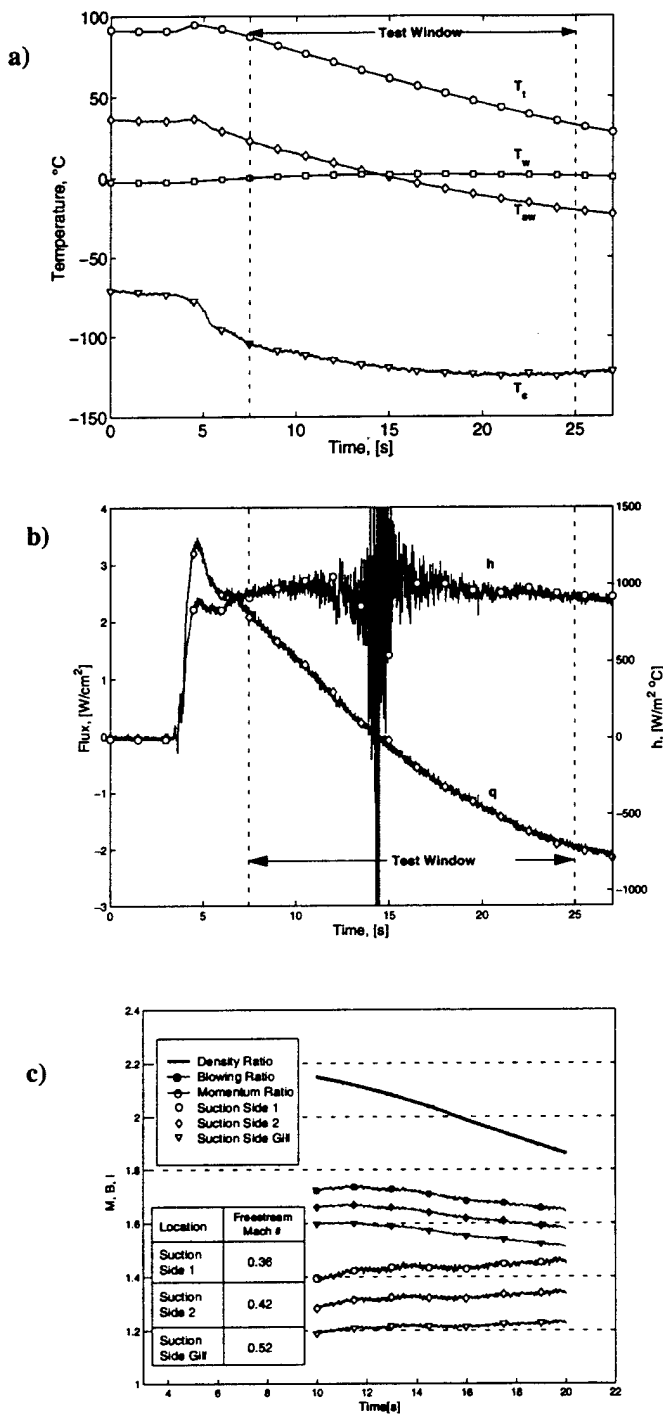 a)
100
50
0
−50
−100
−150
Temperature, °C
Test Window
T_t
T_w
T_aw
T_c
0
5
10
15
20
25
Time, [s]
b)
4
3
2
1
0
−1
−2
−3
Flux, [W/cm²]
1500
1000
500
0
−500
−1000
h, [W/m² °C]
h
q
Test Window
0
5
10
15
20
25
Time, [s]
c)
2.4
2.2
2
1.8
1.6
1.4
1.2
1
M, B, I
Density Ratio
Blowing Ratio
Momentum Ratio
Suction Side 1
Suction Side 2
Suction Side Gill
Location Freestream Mach #
Suction Side 1 0.36
Suction Side 2 0.42
Suction Side Gill 0.52
4
6
8
10
12
14
16
18
20
22
Time[s]